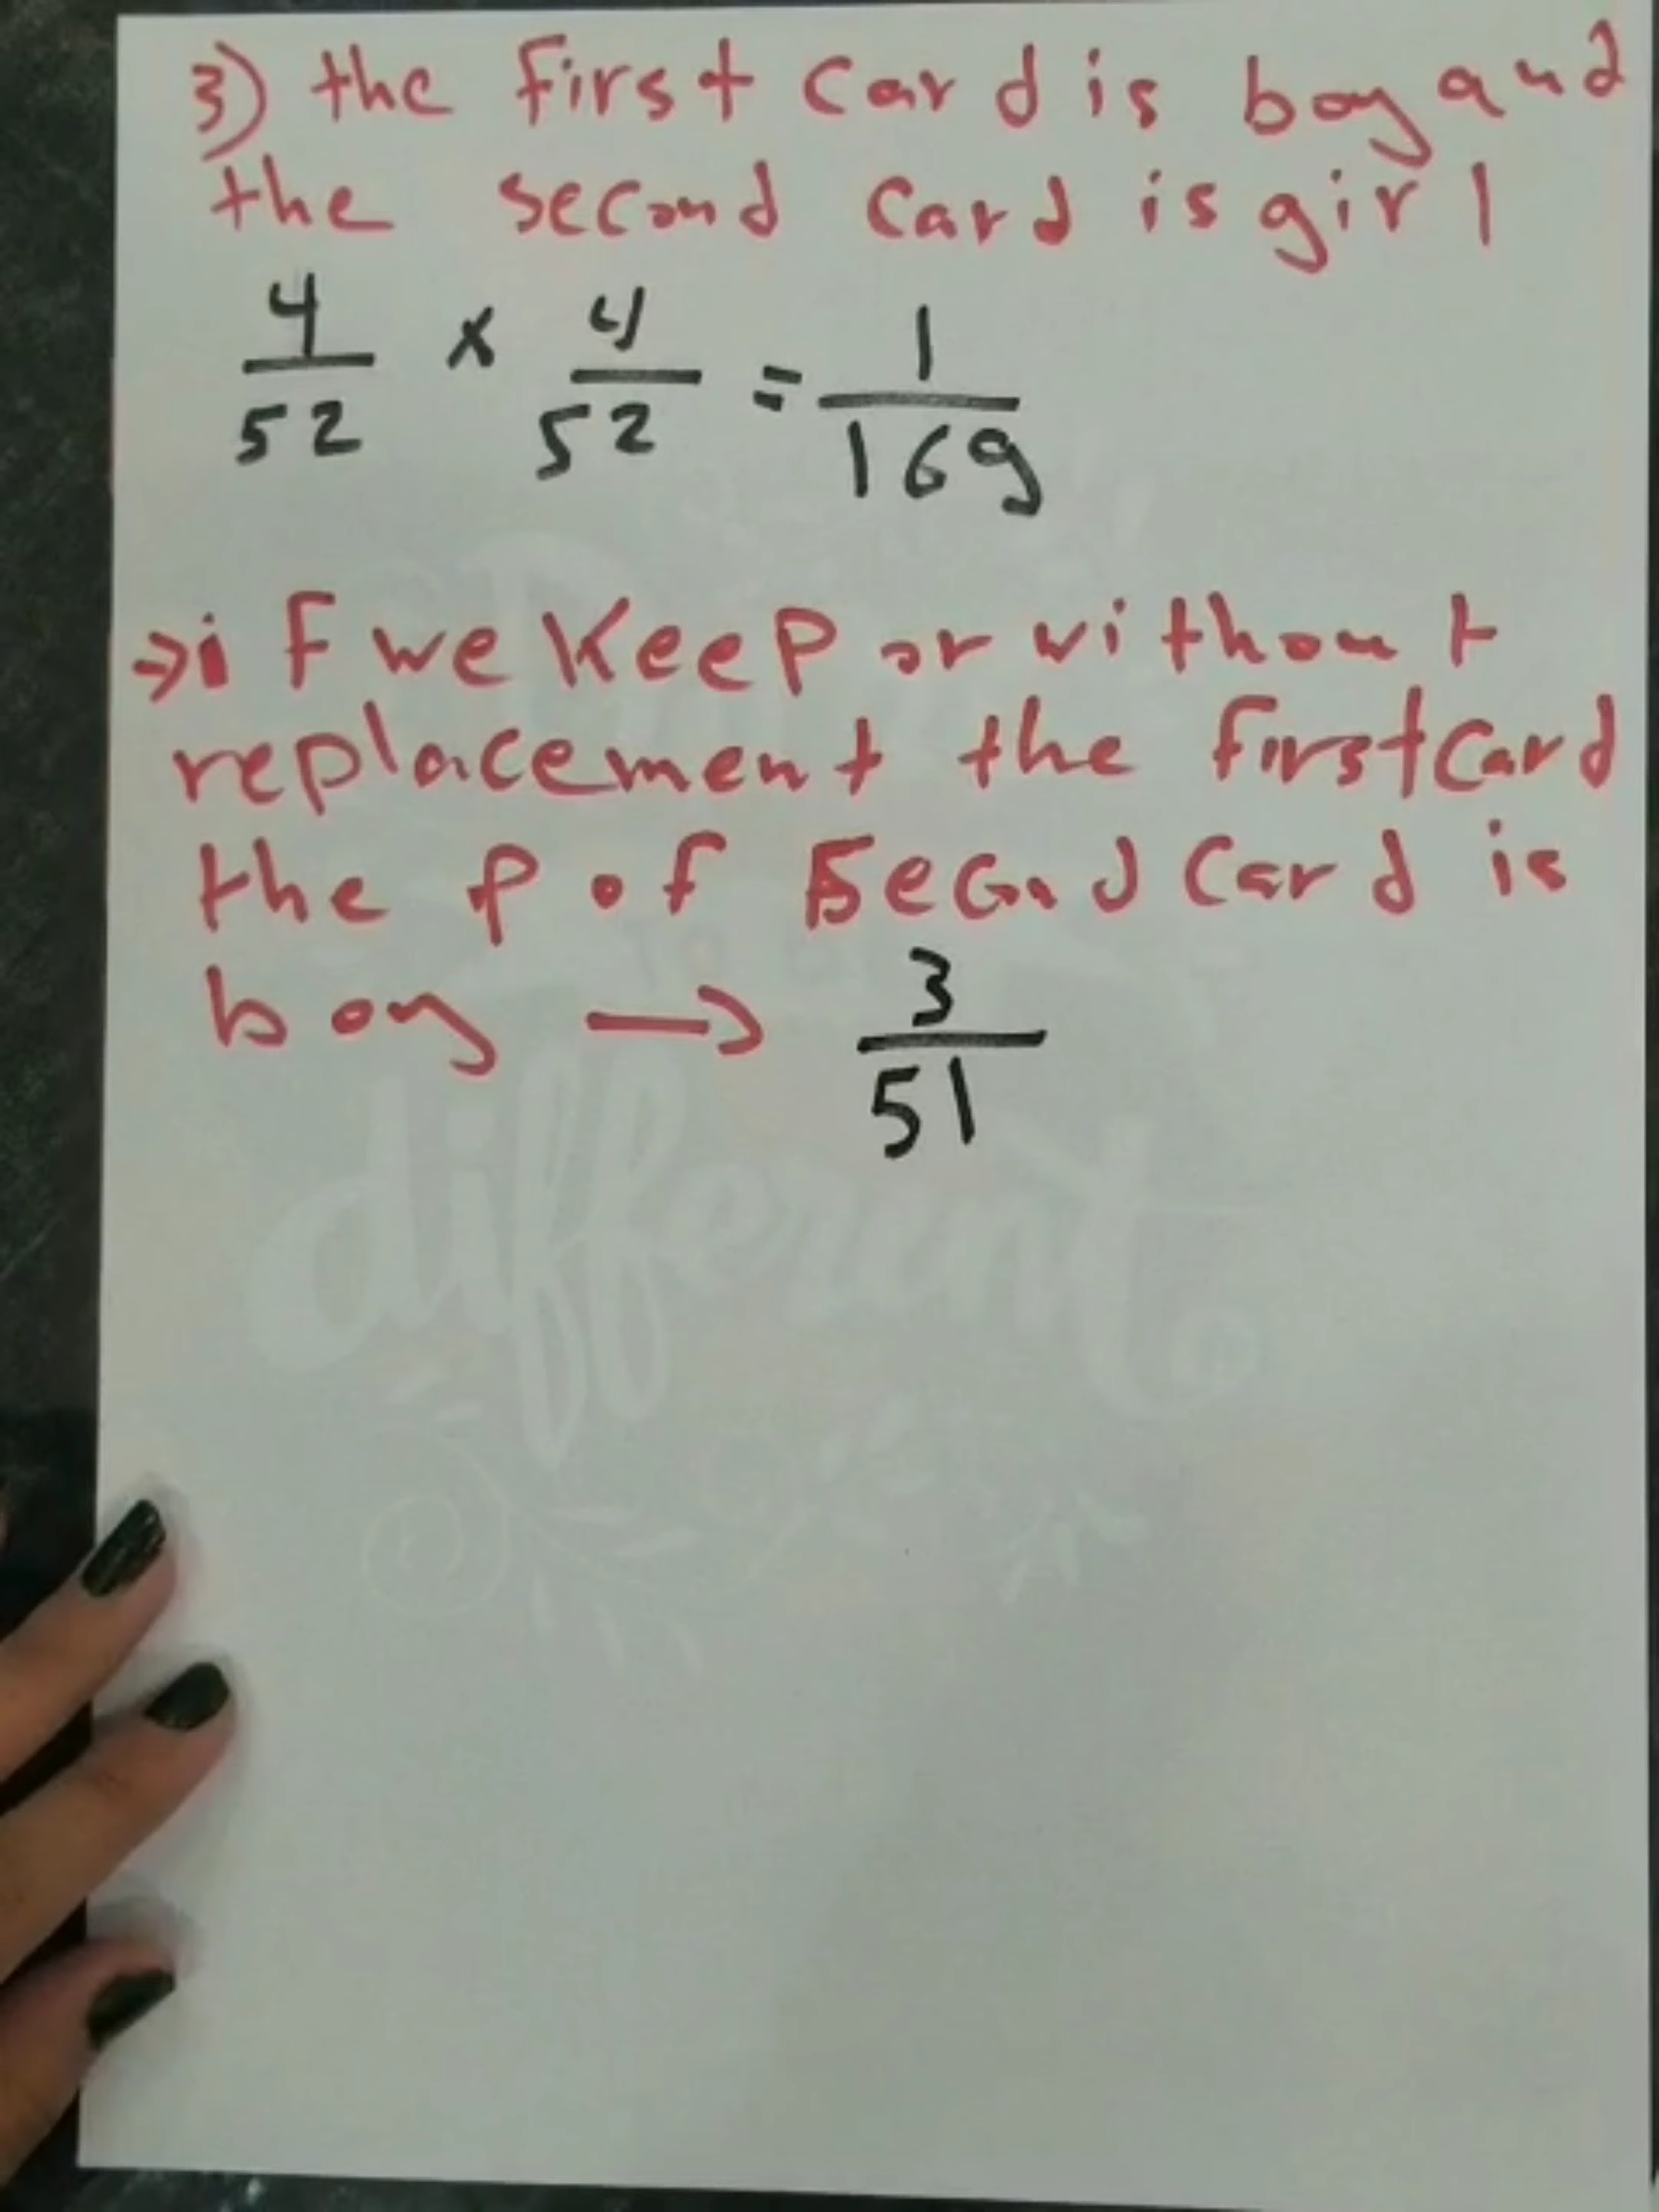 3) the first card is boy and
the second card is girl
4/52 × 4/52 = 1/169
→ if we keep or without
replacement the first card
the p of second card is
boy → 3/51
different